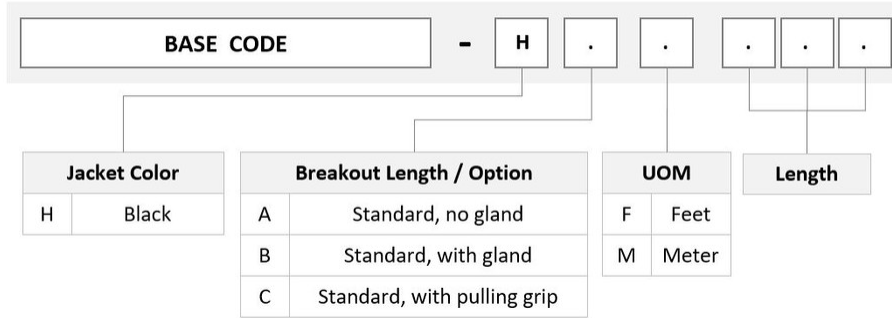 BASE CODE - H . . . . .
Jacket Color
H Black
Breakout Length / Option
A Standard, no gland
B Standard, with gland
C Standard, with pulling grip
UOM
F Feet
M Meter
Length